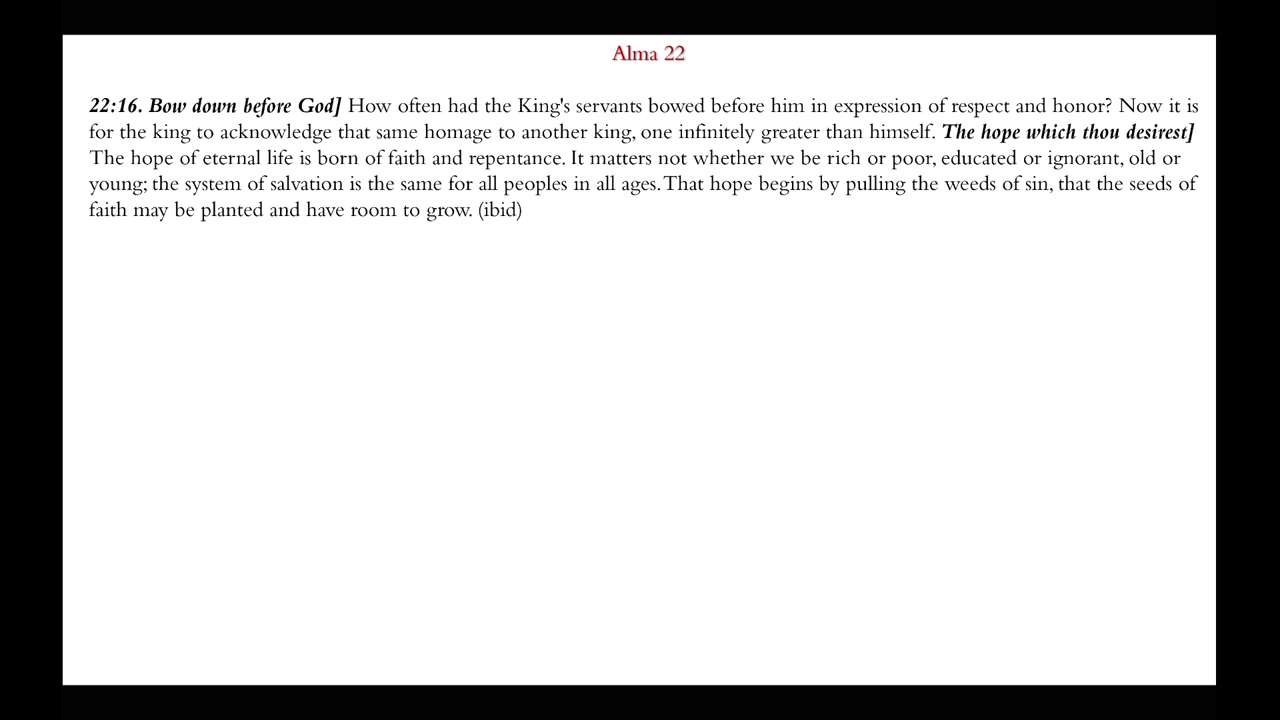 Alma 22
22:16. Bow down before God] How often had the King's servants bowed before him in expression of respect and honor? Now it is
for the king to acknowledge that same homage to another king, one infinitely greater than himself. The hope which thou desirest]
The hope of eternal life is born of faith and repentance. It matters not whether we be rich or poor, educated or ignorant, old or
young; the system of salvation is the same for all peoples in all ages. That hope begins by pulling the weeds of sin, that the seeds of
faith may be planted and have room to grow. (ibid)